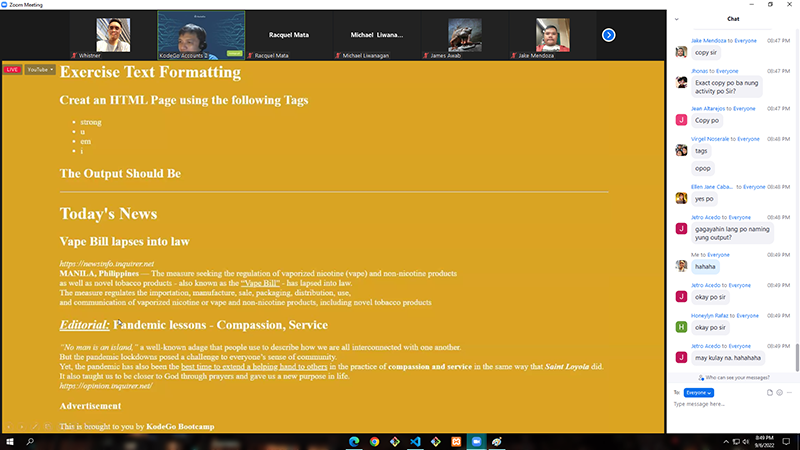 Zoom Meeting
Whistner
KodeGo Accounts 2
Racquel Mata
Racquel Mata
Michael Liwana...
Michael Liwanagan
James Awab
Jake Mendoza
LIVE
YouTube
Exercise Text Formatting
Creat an HTML Page using the following Tags
strong
u
em
i
The Output Should Be
Today's News
Vape Bill lapses into law
https://newsinfo.inquirer.net
MANILA, Philippines — The measure seeking the regulation of vaporized nicotine (vape) and non-nicotine products
as well as novel tobacco products - also known as the "Vape Bill" - has lapsed into law.
The measure regulates the importation, manufacture, sale, packaging, distribution, use,
and communication of vaporized nicotine or vape and non-nicotine products, including novel tobacco products
Editorial: Pandemic lessons - Compassion, Service
"No man is an island," a well-known adage that people use to describe how we are all interconnected with one another.
But the pandemic lockdowns posed a challenge to everyone's sense of community.
Yet, the pandemic has also been the best time to extend a helping hand to others in the practice of compassion and service in the same way that Saint Loyola did.
It also taught us to be closer to God through prayers and gave us a new purpose in life.
https://opinion.inquirer.net/
Advertisement
This is brought to you by KodeGo Bootcamp
Chat
Jake Mendoza to Everyone 08:47 PM
copy sir
Jhonat to Everyone 08:47 PM
Exact copy po ba nung
activity po Sir?
Jean Altarejos to Everyone 08:47 PM
J
Copy po
Virgel Noserale to Everyone 08:48 PM
tags
opop
Ellen Jane Caba... to Everyone 08:48 PM
yes po
Jetro Acedo to Everyone 08:48 PM
J
gagayahin lang po naming
yung output?
Me to Everyone 08:49 PM
hahaha
Jetro Acedo to Everyone 08:49 PM
J
okay po sir
Honeylyn Rafaz to Everyone 08:49 PM
H
okay po sir
Jetro Acedo to Everyone 08:49 PM
J
may kulay na. hahahaha
Who can see your messages?
To: Everyone
Type message here...
8:49 PM
9/6/2022